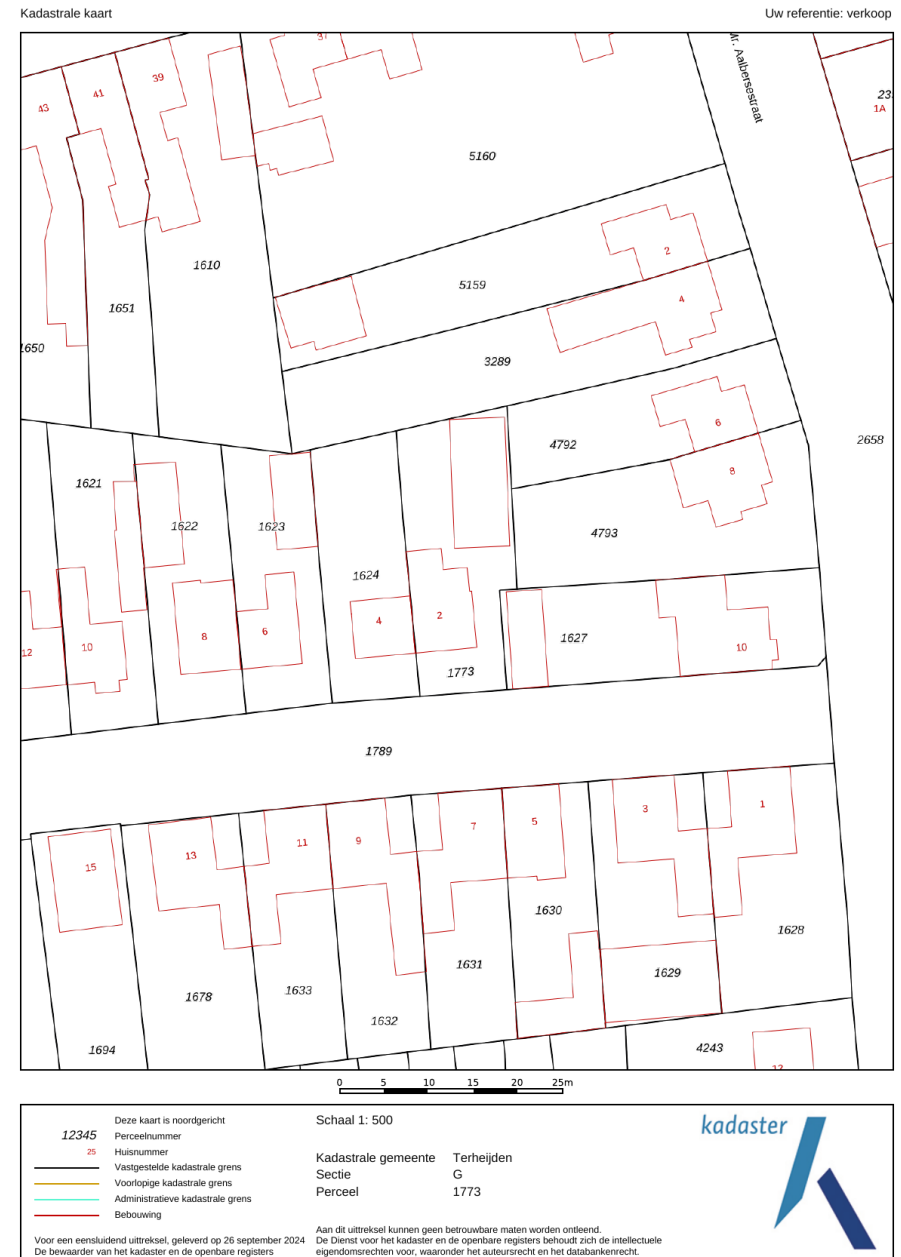 Kadastrale kaart
Uw referentie: verkoop
37
Mr. Aalbersestraat
39
41
43
23
1A
5160
2
1610
5159
4
1651
1650
3289
6
4792
2658
8
1621
1622
1623
4793
1624
4
2
1627
8
6
10
12
10
1773
1789
1
3
5
7
9
11
13
15
1630
1628
1631
1629
1633
1678
1632
4243
1694
12
0 5 10 15 20 25m
Deze kaart is noordgericht
12345 Perceelnummer
25 Huisnummer
Vastgestelde kadastrale grens
Voorlopige kadastrale grens
Administratieve kadastrale grens
Bebouwing
Voor een eensluidend uittreksel, geleverd op 26 september 2024
De bewaarder van het kadaster en de openbare registers
Schaal 1: 500
Kadastrale gemeente Terheijden
Sectie G
Perceel 1773
Aan dit uittreksel kunnen geen betrouwbare maten worden ontleend.
De Dienst voor het kadaster en de openbare registers behoudt zich de intellectuele
eigendomsrechten voor, waaronder het auteursrecht en het databankenrecht.
kadaster